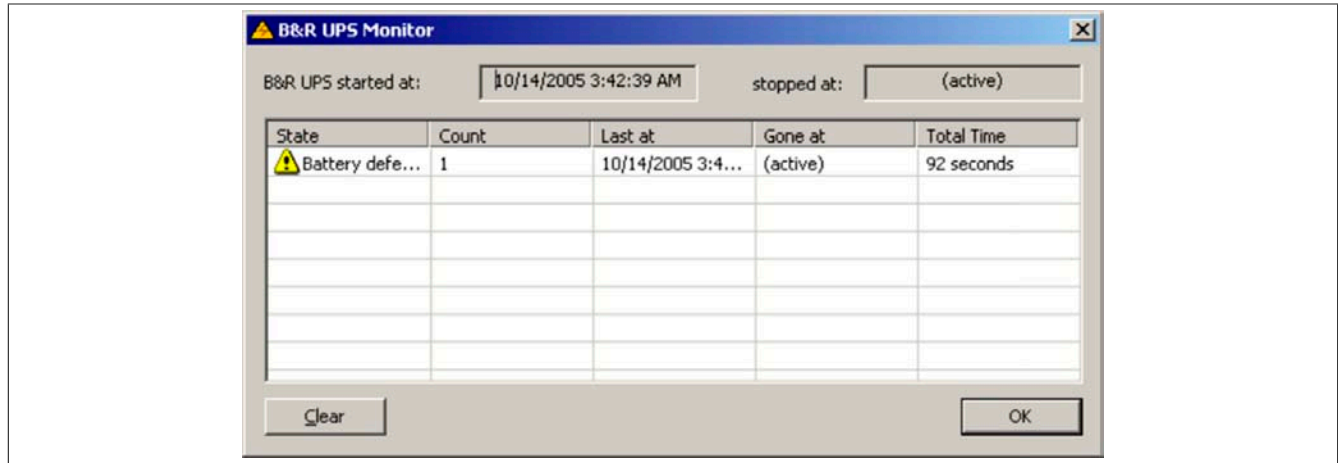 B&R UPS Monitor
B&R UPS started at: 10/14/2005 3:42:39 AM stopped at: (active)
State Count Last at Gone at Total Time
Battery defe... 1 10/14/2005 3:4... (active) 92 seconds
Clear OK